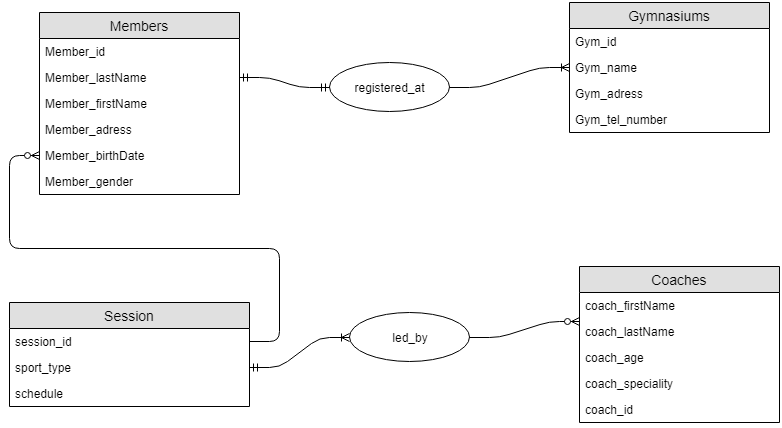 Members
Member_id
Member_lastName
Member_firstName
Member_adress
Member_birthDate
Member_gender
registered_at
Gymnasiums
Gym_id
Gym_name
Gym_adress
Gym_tel_number
Session
session_id
sport_type
schedule
led_by
Coaches
coach_firstName
coach_lastName
coach_age
coach_speciality
coach_id